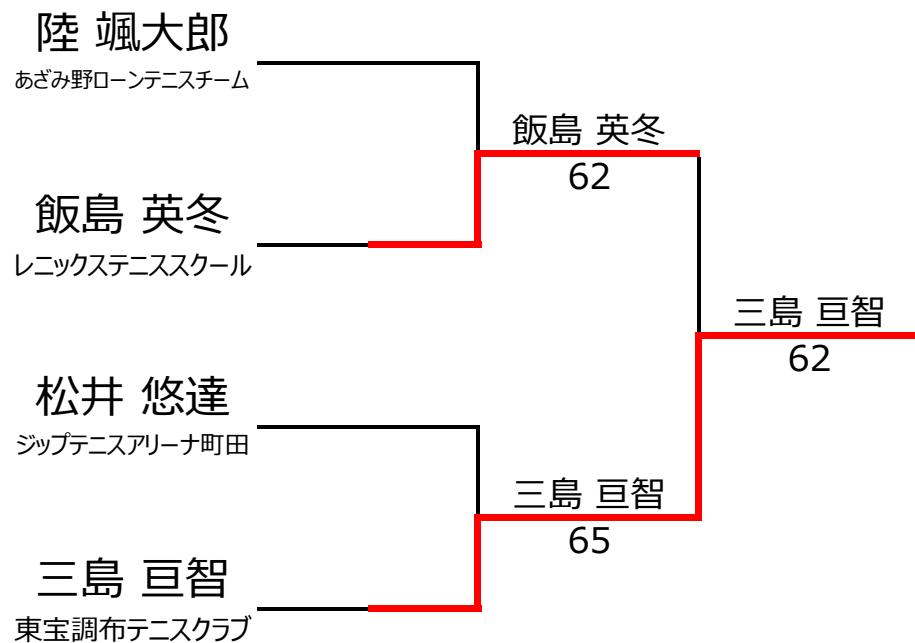 陸 颯大郎
あざみ野ローンテニスチーム
飯島 英冬
62
飯島 英冬
レニックステニススクール
三島 亘智
62
松井 悠達
ジップテニスアリーナ町田
三島 亘智
65
三島 亘智
東宝調布テニスクラブ